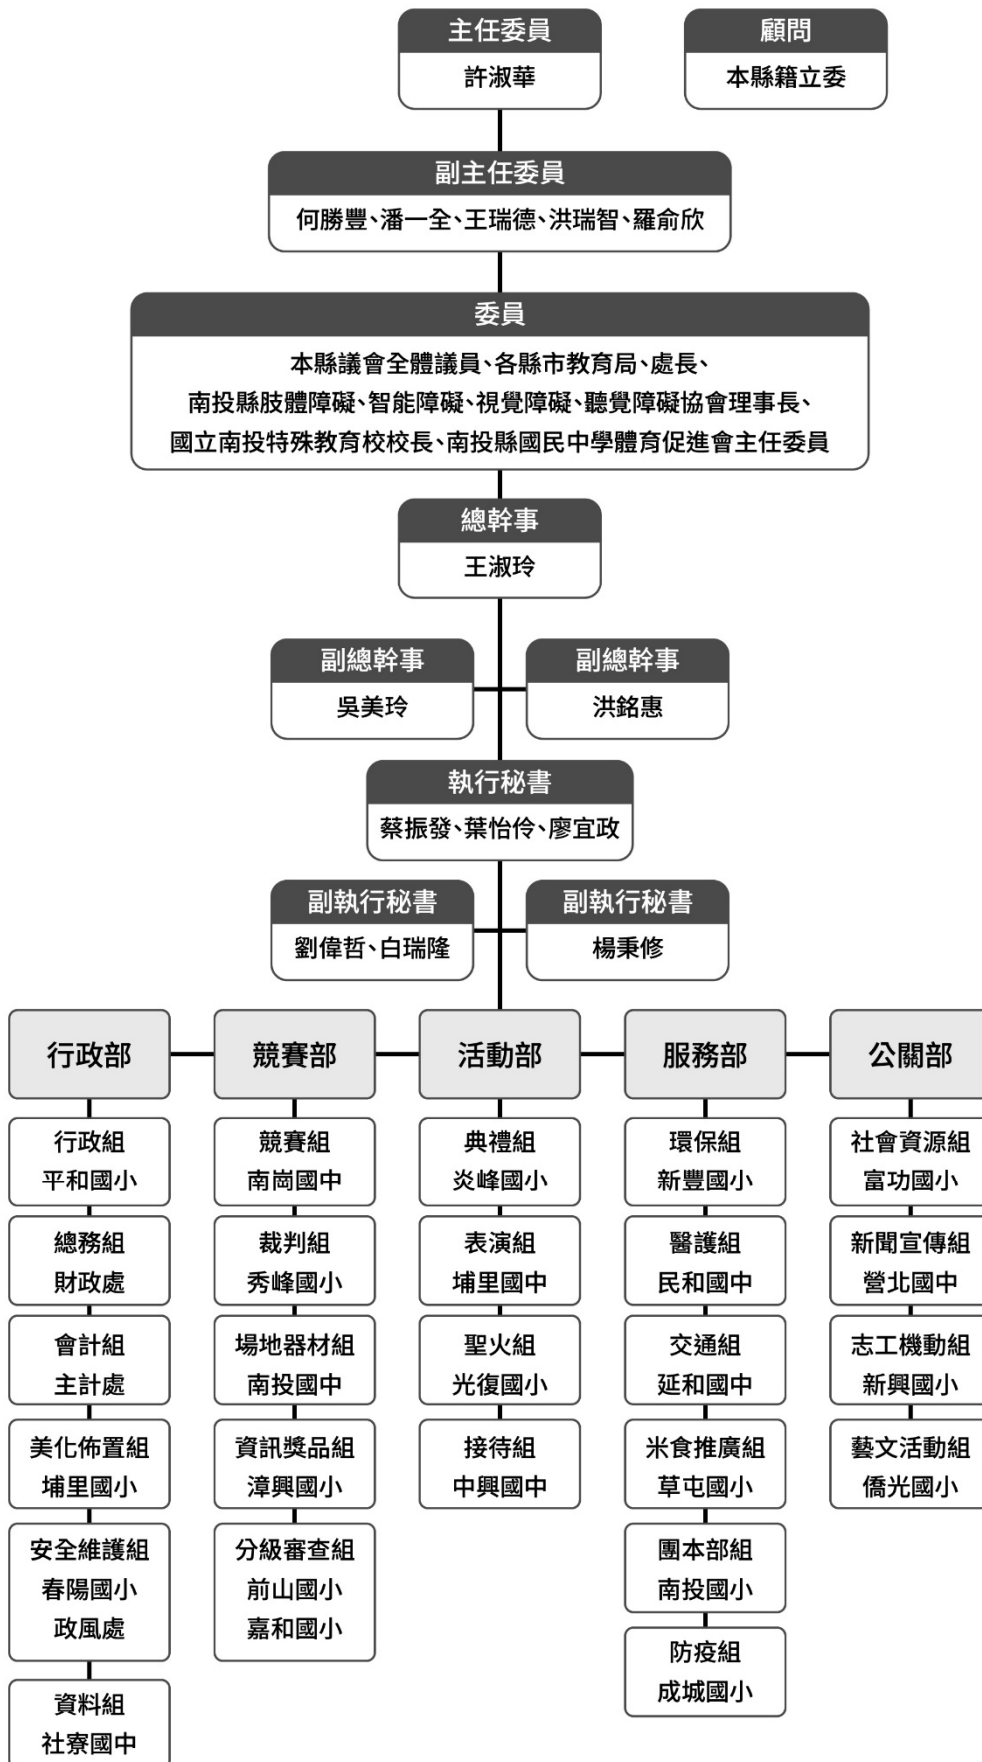 主任委員
許淑華
顧問
本縣籍立委
副主任委員
何勝豐、潘一全、王瑞德、洪瑞智、羅俞欣
委員
本縣議會全體議員、各縣市教育局、處長、
南投縣肢體障礙、智能障礙、視覺障礙、聽覺障礙協會理事長、
國立南投特殊教育校校長、南投縣國民中學體育促進會主任委員
總幹事
王淑玲
副總幹事
吳美玲
副總幹事
洪銘惠
執行秘書
蔡振發、葉怡伶、廖宜政
副執行秘書
劉偉哲、白瑞隆
副執行秘書
楊秉修
行政部
行政組
平和國小
總務組
財政處
會計組
主計處
美化佈置組
埔里國小
安全維護組
春陽國小
政風處
資料組
社寮國中
競賽部
競賽組
南崗國中
裁判組
秀峰國小
場地器材組
南投國中
資訊獎品組
漳興國小
分級審查組
前山國小
嘉和國小
活動部
典禮組
炎峰國小
表演組
埔里國中
聖火組
光復國小
接待組
中興國中
服務部
環保組
新豐國小
醫護組
民和國中
交通組
延和國中
米食推廣組
草屯國小
團本部組
南投國小
防疫組
成城國小
公關部
社會資源組
富功國小
新聞宣傳組
營北國中
志工機動組
新興國小
藝文活動組
僑光國小